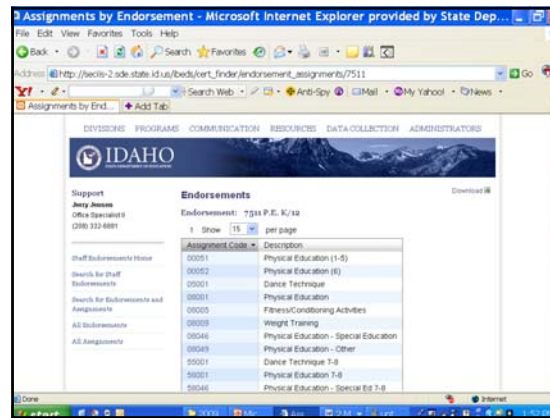 Assignments by Endorsement - Microsoft Internet Explorer provided by State Dep...
File Edit View Favorites Tools Help
Back Search Favorites
Address http://seciis-2.sde.state.id.us/ibeds/cert_finder/endorsement_assignments/7511 Go
Search Web Anti-Spy Mail My Yahoo! News
Assignments by End... Add Tab
DIVISIONS PROGRAMS COMMUNICATION RESOURCES DATA COLLECTION ADMINISTRATORS
IDAHO
Support
Jerry Jensen
Office Specialist II
(208) 332-6881
Staff Endorsements Home
Search for Staff
Endorsements
Search for Endorsements and
Assignments
All Endorsements
All Assignments
Download
Endorsements
Endorsement: 7511 P.E. K/12
1 Show 15 per page
Assignment Code Description
00051 Physical Education (1-5)
00052 Physical Education (6)
05001 Dance Technique
08001 Physical Education
08005 Fitness/Conditioning Activities
08009 Weight Training
08046 Physical Education - Special Education
08049 Physical Education - Other
55001 Dance Technique 7-8
58001 Physical Education 7-8
58046 Physical Education - Special Ed 7-8
Done Internet
start 2009